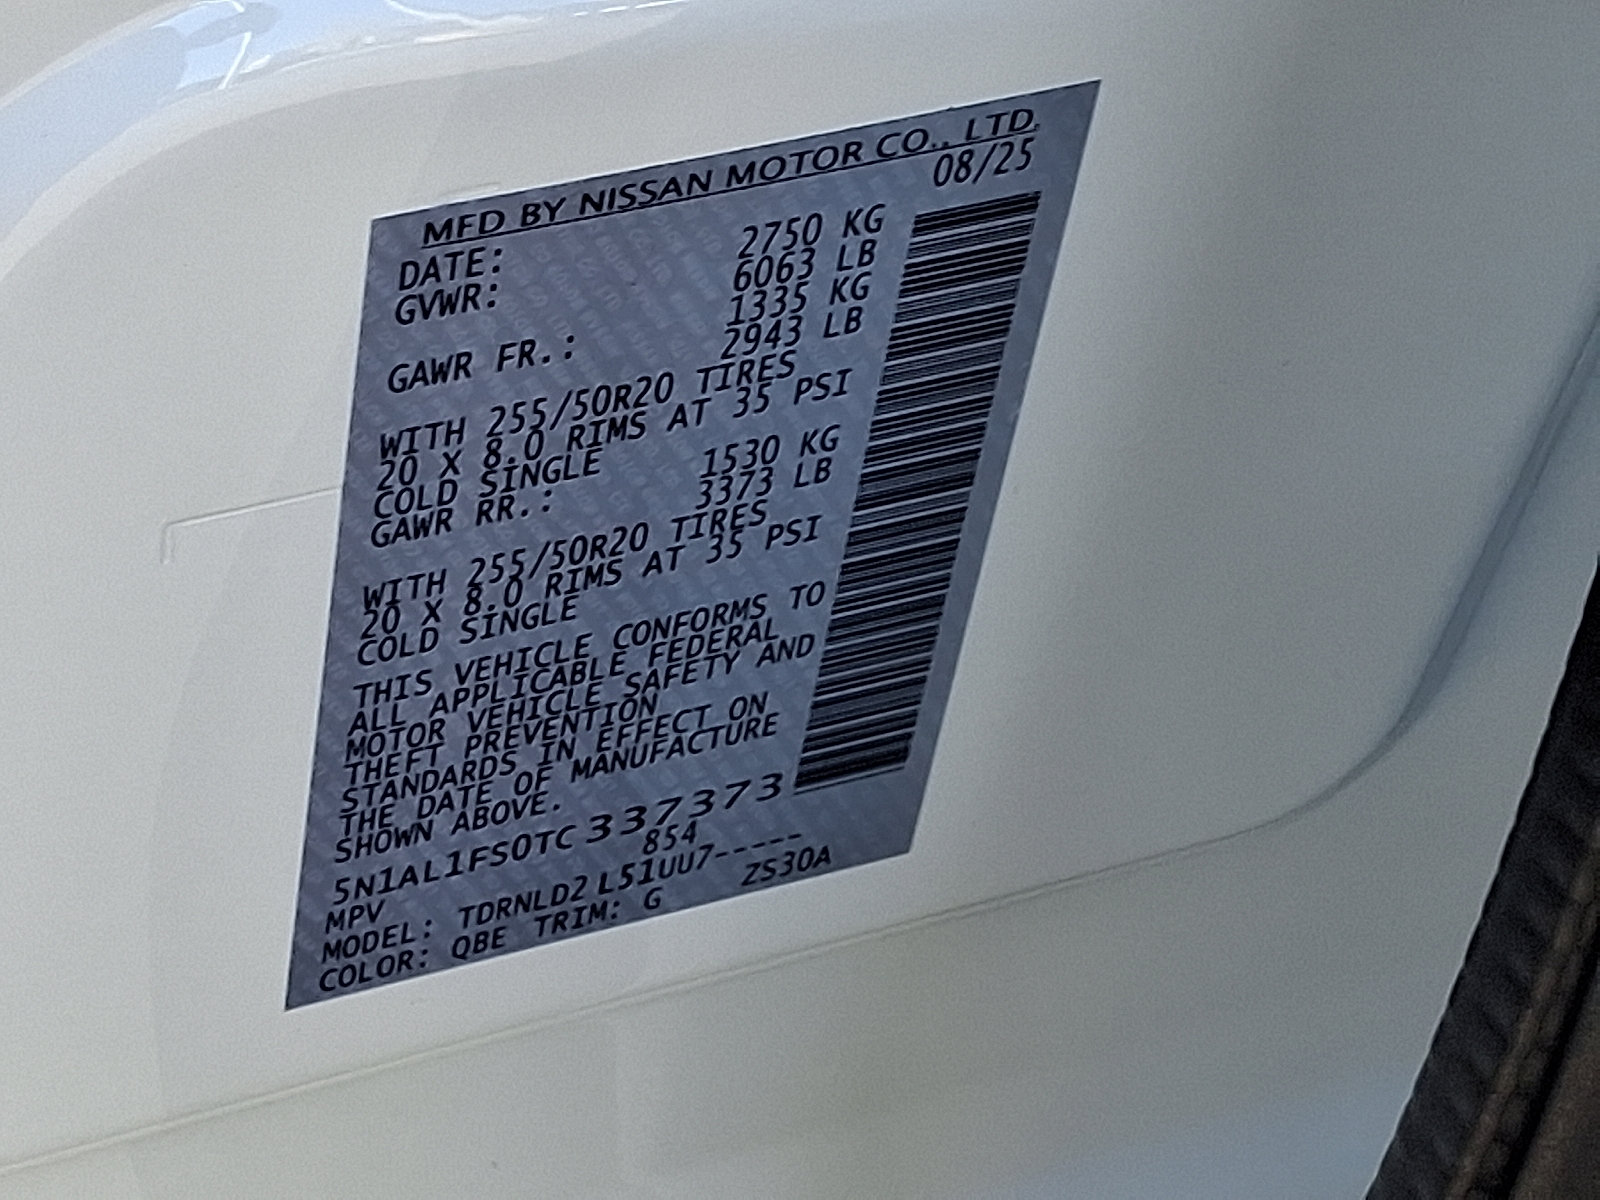 MFD BY NISSAN MOTOR CO., LTD.
DATE: 08/25
GVWR: 2750 KG
6063 LB
GAWR FR.: 1335 KG
2943 LB
WITH 255/50R20 TIRES
20 X 8.0 RIMS AT 35 PSI
COLD SINGLE
GAWR RR.: 1530 KG
3373 LB
WITH 255/50R20 TIRES
20 X 8.0 RIMS AT 35 PSI
COLD SINGLE
THIS VEHICLE CONFORMS TO
ALL APPLICABLE FEDERAL
MOTOR VEHICLE SAFETY AND
THEFT PREVENTION
STANDARDS IN EFFECT ON
THE DATE OF MANUFACTURE
SHOWN ABOVE.
5N1AL1FS0TC337373
MPV 854
MODEL: TDRNLD2 L51UU7-----
COLOR: QBE TRIM: G ZS30A